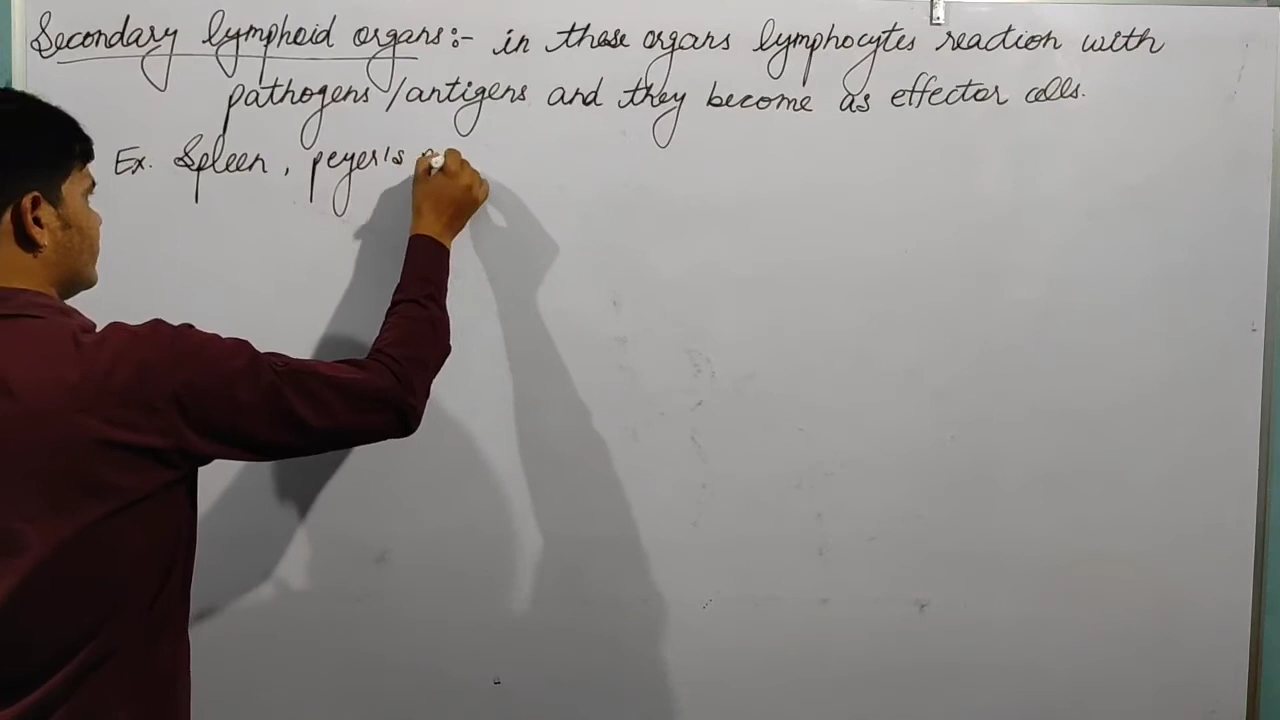 Secondary lymphoid organs:- in these organs lymphocytes reaction with
pathogens/antigens and they become as effector cells.
Ex. Spleen, peyer's